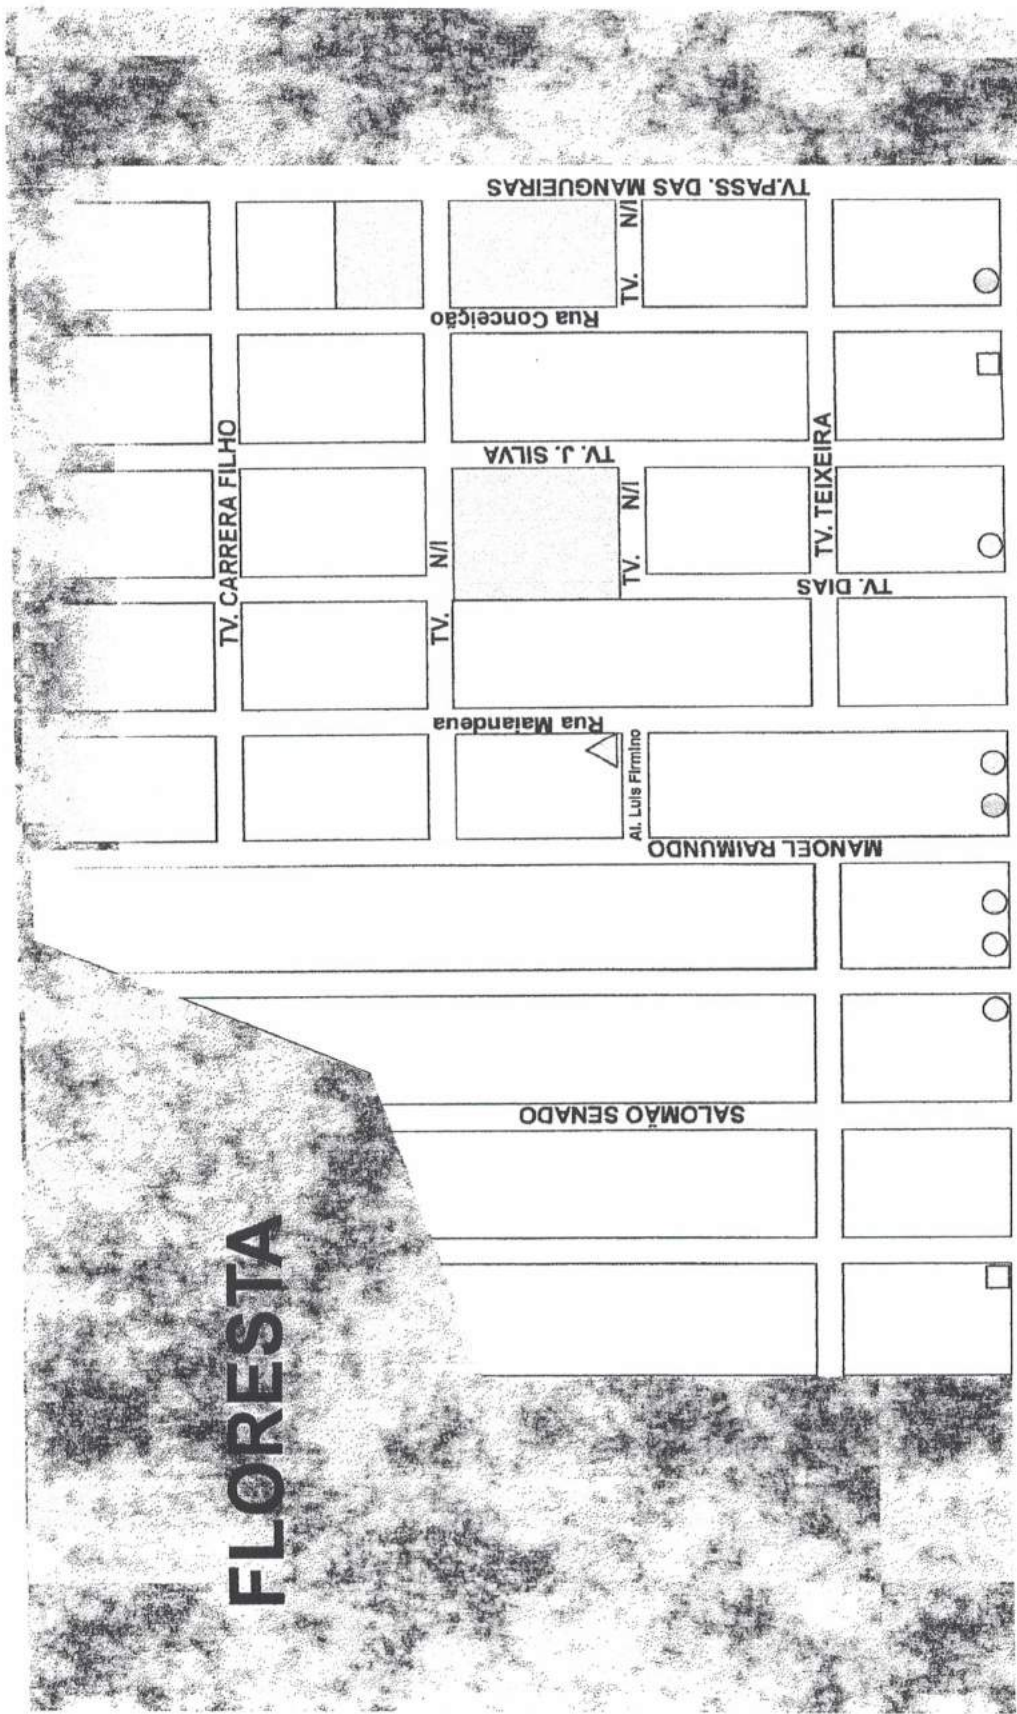 TV.PASS. DAS MANGUEIRAS
TV. N/I
Rua Conceição
TV. CARRERA FILHO
TV. J. SILVA
TV. TEIXEIRA
TV. N/I
TV. N/I
TV. DIAS
Rua Maiandeua
Al. Luis Firmino
MANOEL RAIMUNDO
SALOMÃO SENADO
FLORESTA